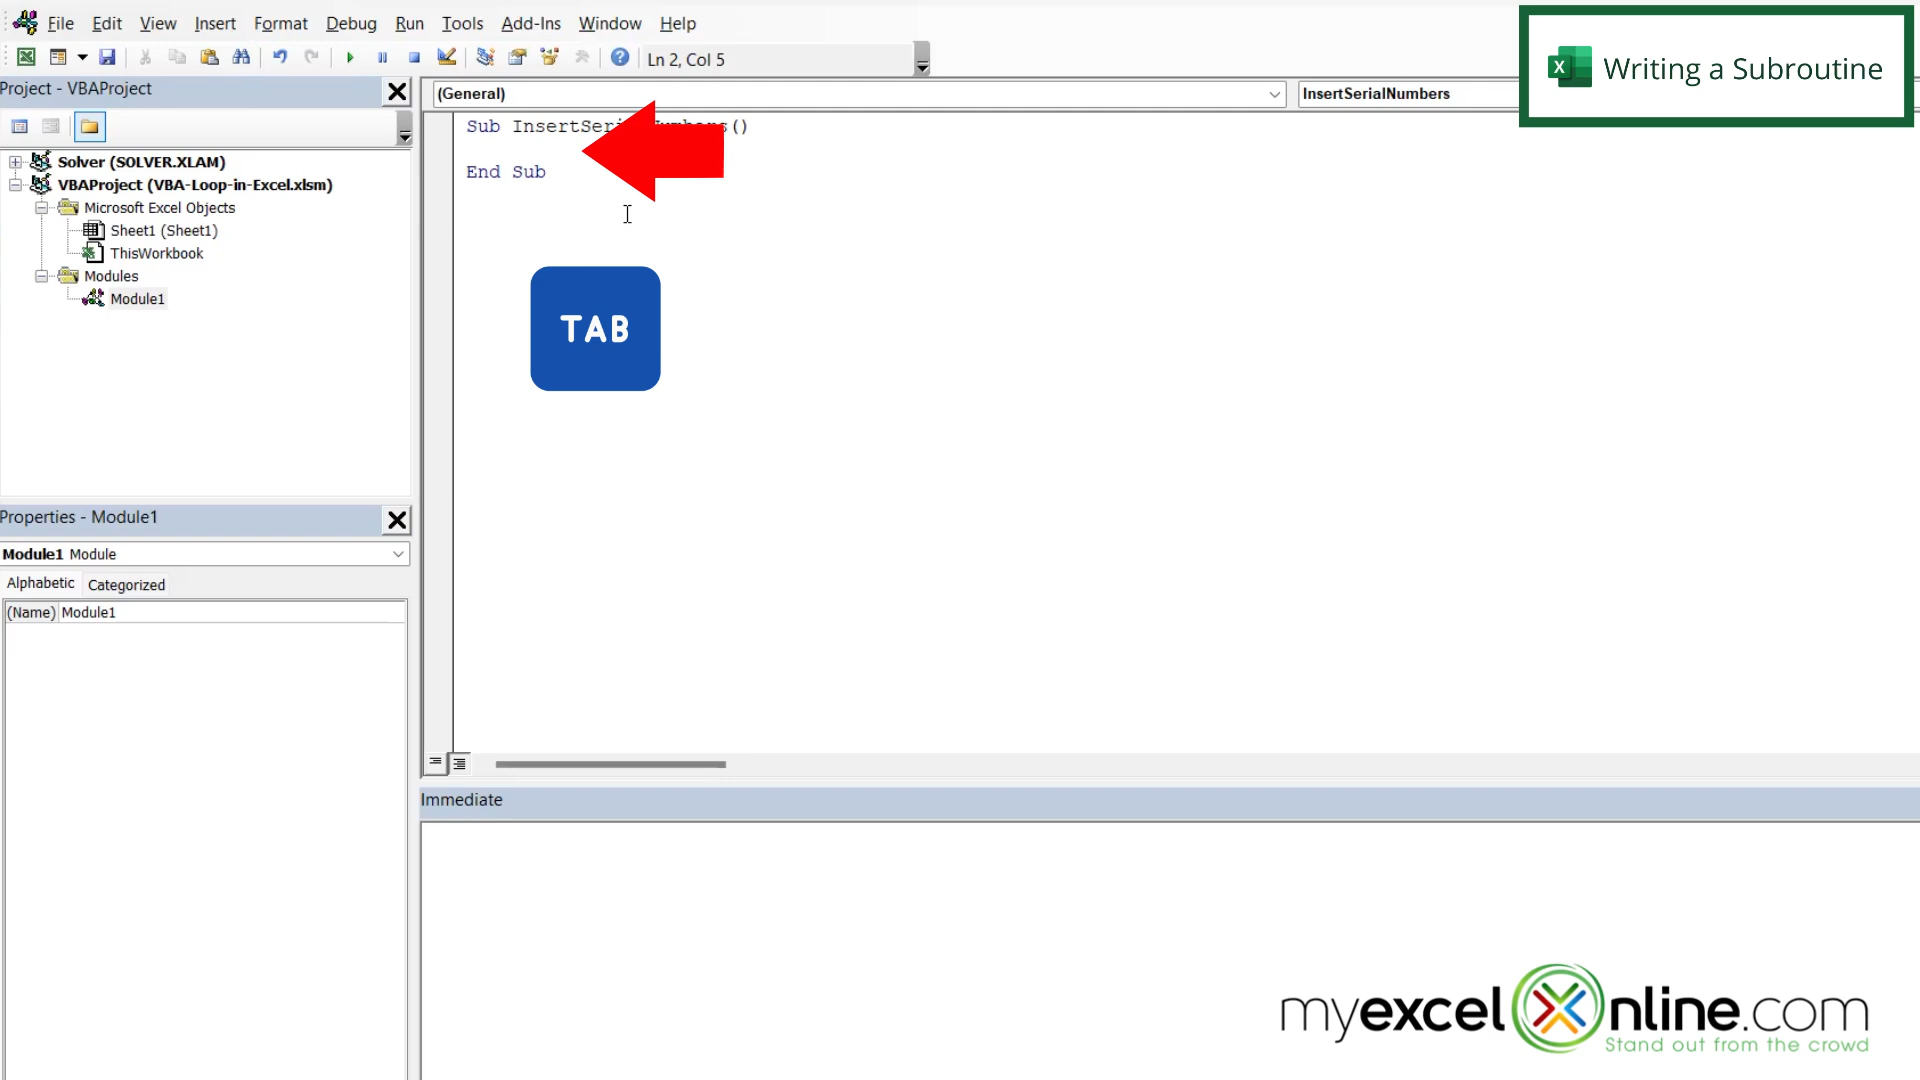 File Edit View Insert Format Debug Run Tools Add-Ins Window Help
Ln 2, Col 5
Writing a Subroutine
Project - VBAProject
(General)
InsertSerialNumbers
Sub InsertSerialNumbers()
End Sub
Solver (SOLVER.XLAM)
VBAProject (VBA-Loop-in-Excel.xlsm)
Microsoft Excel Objects
Sheet1 (Sheet1)
ThisWorkbook
Modules
Module1
TAB
Properties - Module1
Module1 Module
Alphabetic Categorized
(Name) Module1
Immediate
myexcelonline.com
Stand out from the crowd